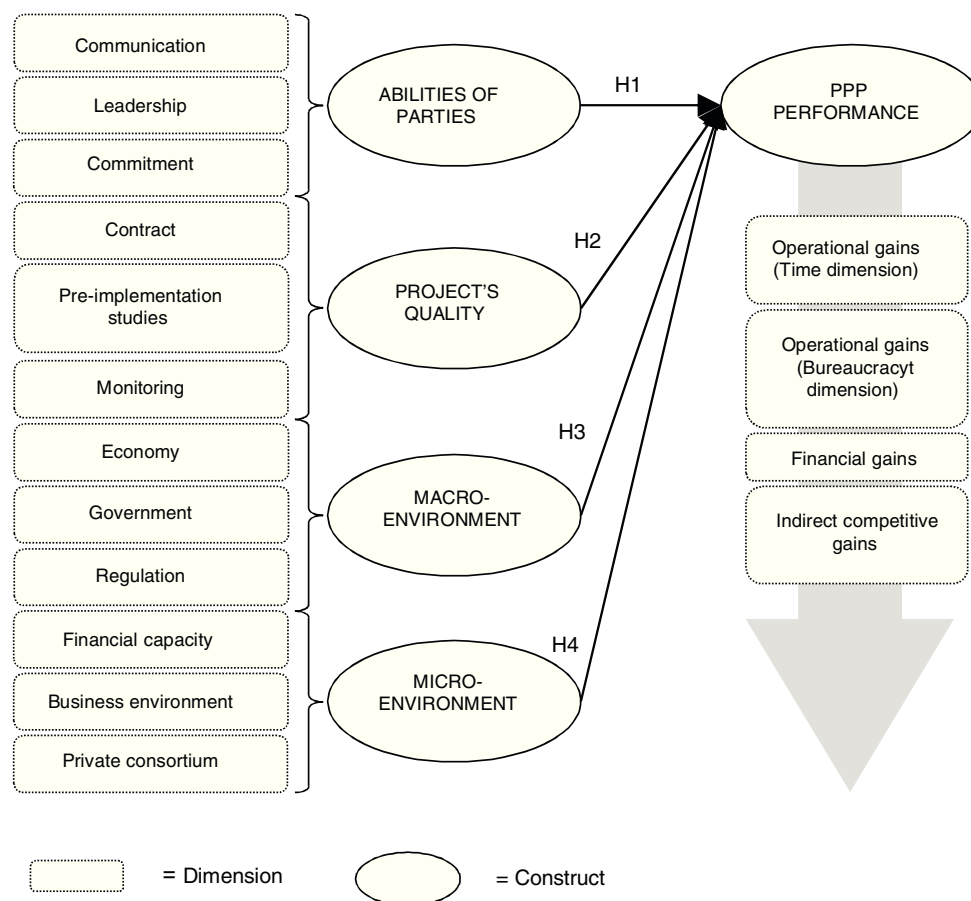 Communication
Leadership
Commitment
Contract
Pre-implementation
studies
Monitoring
Economy
Government
Regulation
Financial capacity
Business environment
Private consortium
ABILITIES OF
PARTIES
PROJECT'S
QUALITY
MACRO-
ENVIRONMENT
MICRO-
ENVIRONMENT
H1
H2
H3
H4
PPP
PERFORMANCE
Operational gains
(Time dimension)
Operational gains
(Bureaucracyt
dimension)
Financial gains
Indirect competitive
gains
= Dimension
= Construct